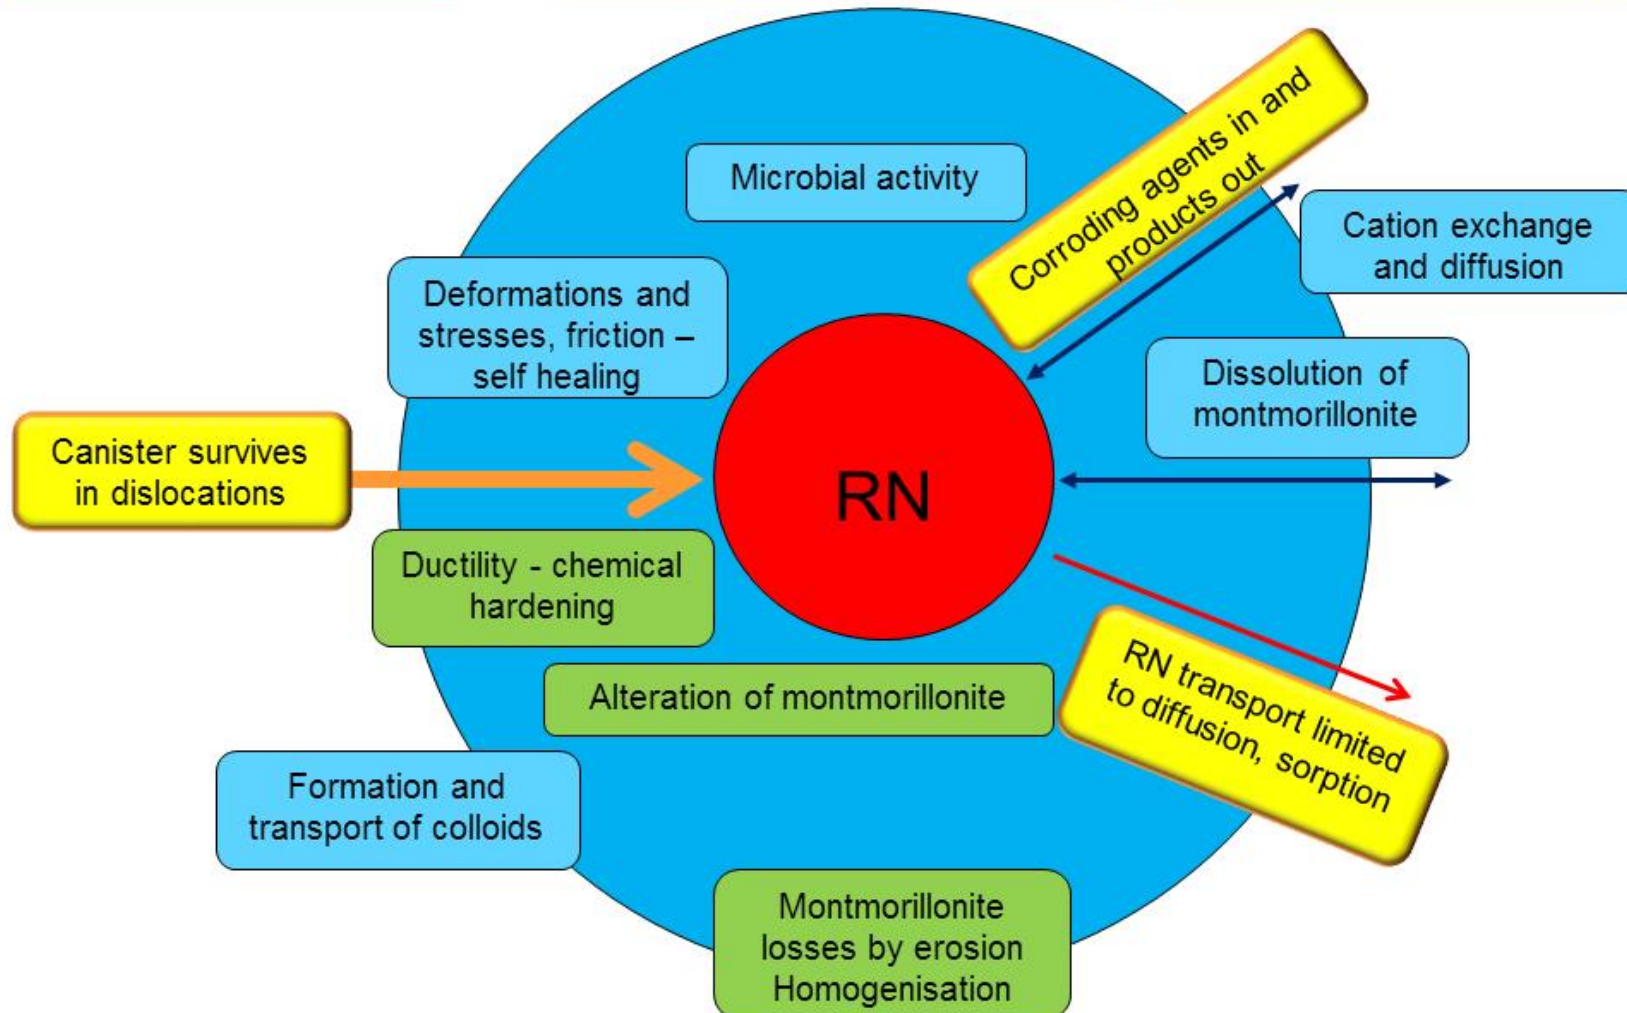 Microbial activity
Corroding agents in and
products out
Cation exchange
and diffusion
Deformations and
stresses, friction –
self healing
Dissolution of
montmorillonite
Canister survives
in dislocations
RN
Ductility - chemical
hardening
Alteration of montmorillonite
RN transport limited
to diffusion, sorption
Formation and
transport of colloids
Montmorillonite
losses by erosion
Homogenisation